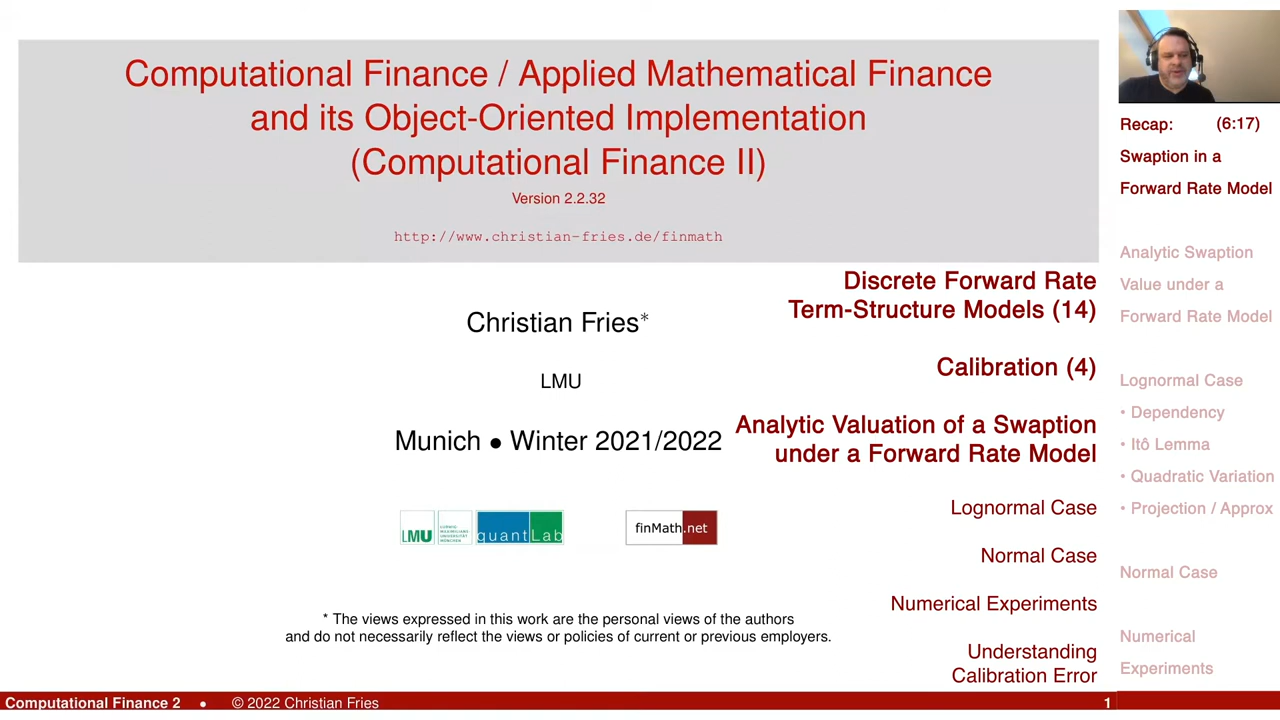 Computational Finance / Applied Mathematical Finance
and its Object-Oriented Implementation
(Computational Finance II)
Version 2.2.32
http://www.christian-fries.de/finmath
Christian Fries*
LMU
Munich ● Winter 2021/2022
LMU
LUDWIG-
MAXIMILIANS-
UNIVERSITÄT
MÜNCHEN
quantLab
finMath.net
* The views expressed in this work are the personal views of the authors
and do not necessarily reflect the views or policies of current or previous employers.
Discrete Forward Rate
Term-Structure Models (14)
Calibration (4)
Analytic Valuation of a Swaption
under a Forward Rate Model
Lognormal Case
Normal Case
Numerical Experiments
Understanding
Calibration Error
Recap: (6:17)
Swaption in a
Forward Rate Model
Analytic Swaption
Value under a
Forward Rate Model
Lognormal Case
• Dependency
• Itô Lemma
• Quadratic Variation
• Projection / Approx
Normal Case
Numerical
Experiments
Computational Finance 2 ● © 2022 Christian Fries 1